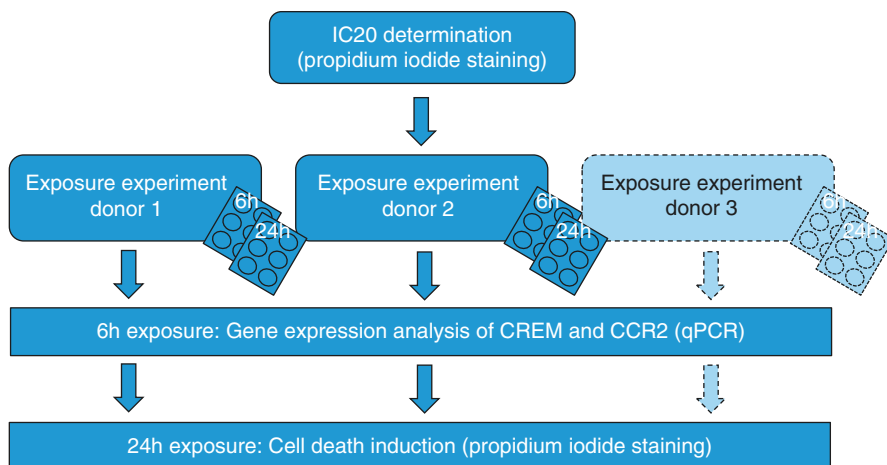 IC20 determination
(propidium iodide staining)
Exposure experiment
donor 1
6h
24h
Exposure experiment
donor 2
6h
24h
Exposure experiment
donor 3
6h
24h
6h exposure: Gene expression analysis of CREM and CCR2 (qPCR)
24h exposure: Cell death induction (propidium iodide staining)